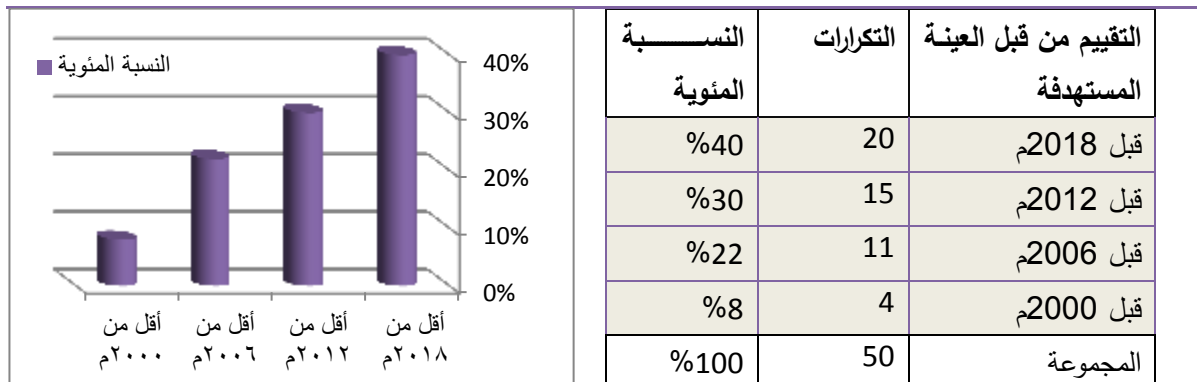 التقييم من قبل العينة التكرارات النســــبة
المستهدفة المئوية
قبل 2018م 20 40%
قبل 2012م 15 30%
قبل 2006م 11 22%
قبل 2000م 4 8%
المجموعة 50 100%
النسبة المئوية
40%
30%
20%
10%
0%
أقل من أقل من أقل من أقل من
٢٠١٨م ٢٠١٢م ٢٠٠٦م ٢٠٠٠م